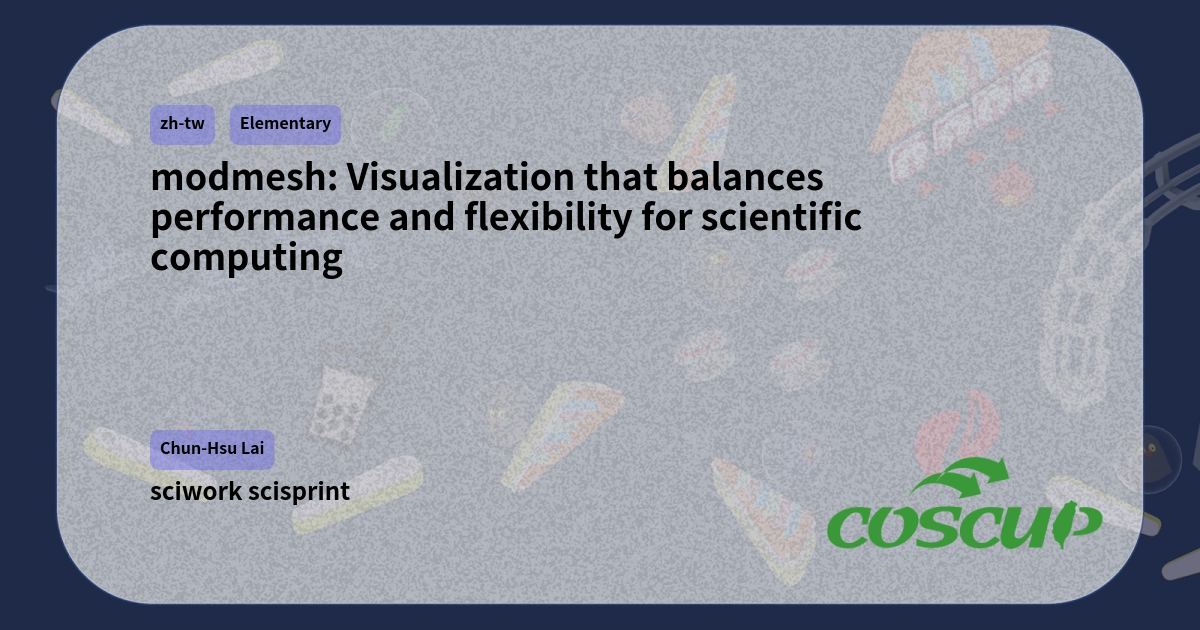 zh-tw Elementary
modmesh: Visualization that balances
performance and flexibility for scientific
computing
Chun-Hsu Lai
sciwork scisprint
coscup